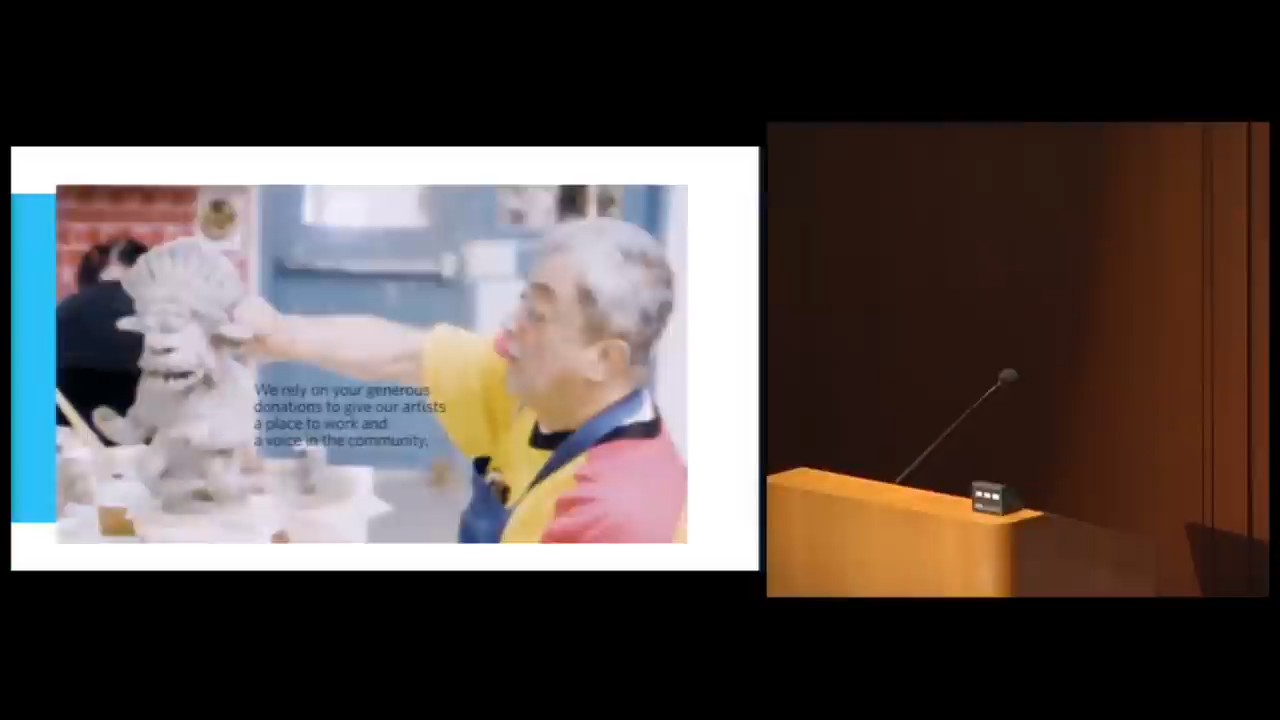 We rely on your generous
donations to give our artists
a place to work and
a voice in the community.